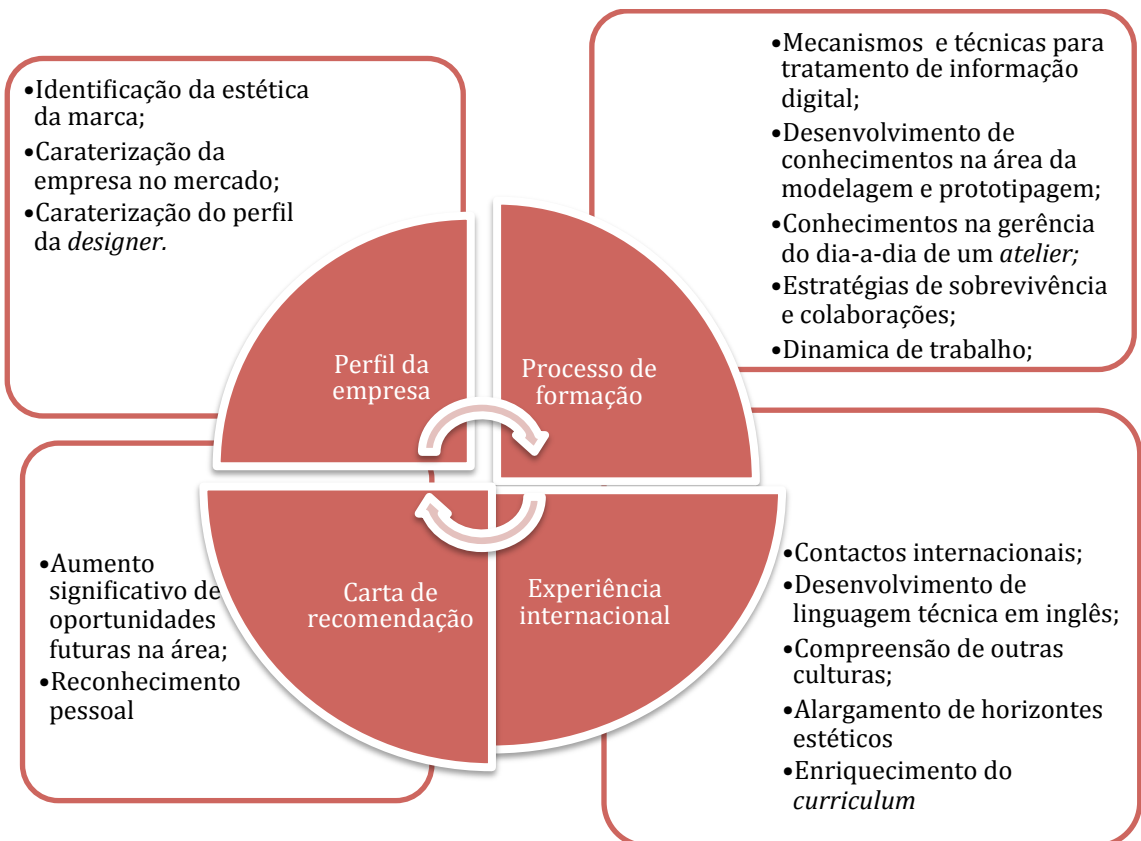 •Identificação da estética
da marca;
•Caraterização da
empresa no mercado;
•Caraterização do perfil
da designer.
•Mecanismos e técnicas para
tratamento de informação
digital;
•Desenvolvimento de
conhecimentos na área da
modelagem e prototipagem;
•Conhecimentos na gerência
do dia-a-dia de um atelier;
•Estratégias de sobrevivência
e colaborações;
•Dinamica de trabalho;
Perfil da
empresa
Processo de
formação
Carta de
recomendação
Experiência
internacional
•Aumento
significativo de
oportunidades
futuras na área;
•Reconhecimento
pessoal
•Contactos internacionais;
•Desenvolvimento de
linguagem técnica em inglês;
•Compreensão de outras
culturas;
•Alargamento de horizontes
estéticos
•Enriquecimento do
curriculum